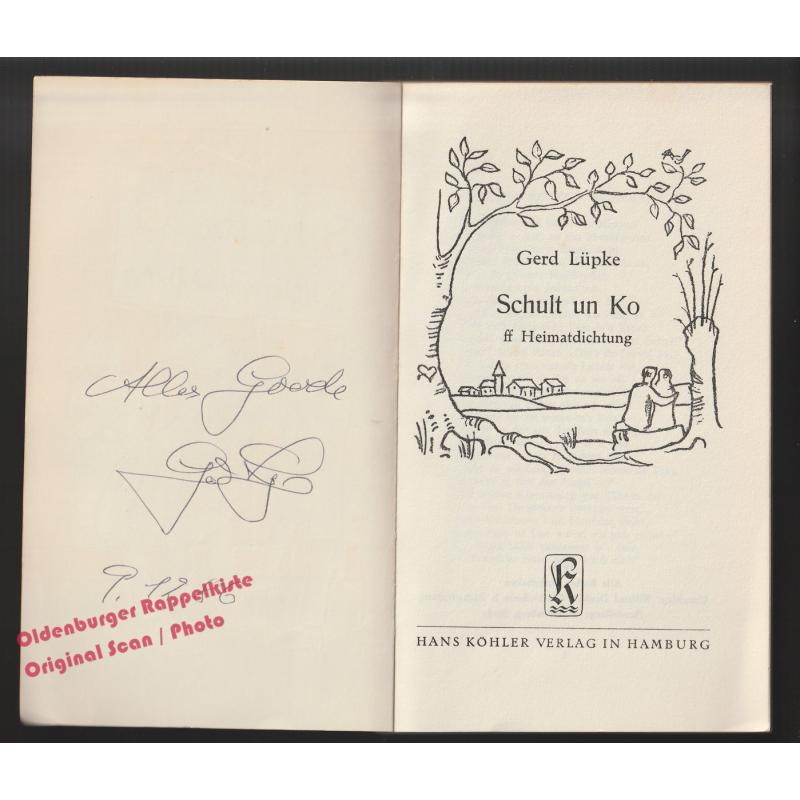 Alles Goode
Oldenburger Rappelkiste
Original Scan / Photo
Gerd Lüpke
Schult un Ko
ff Heimatdichtung
HANS KÖHLER VERLAG IN HAMBURG